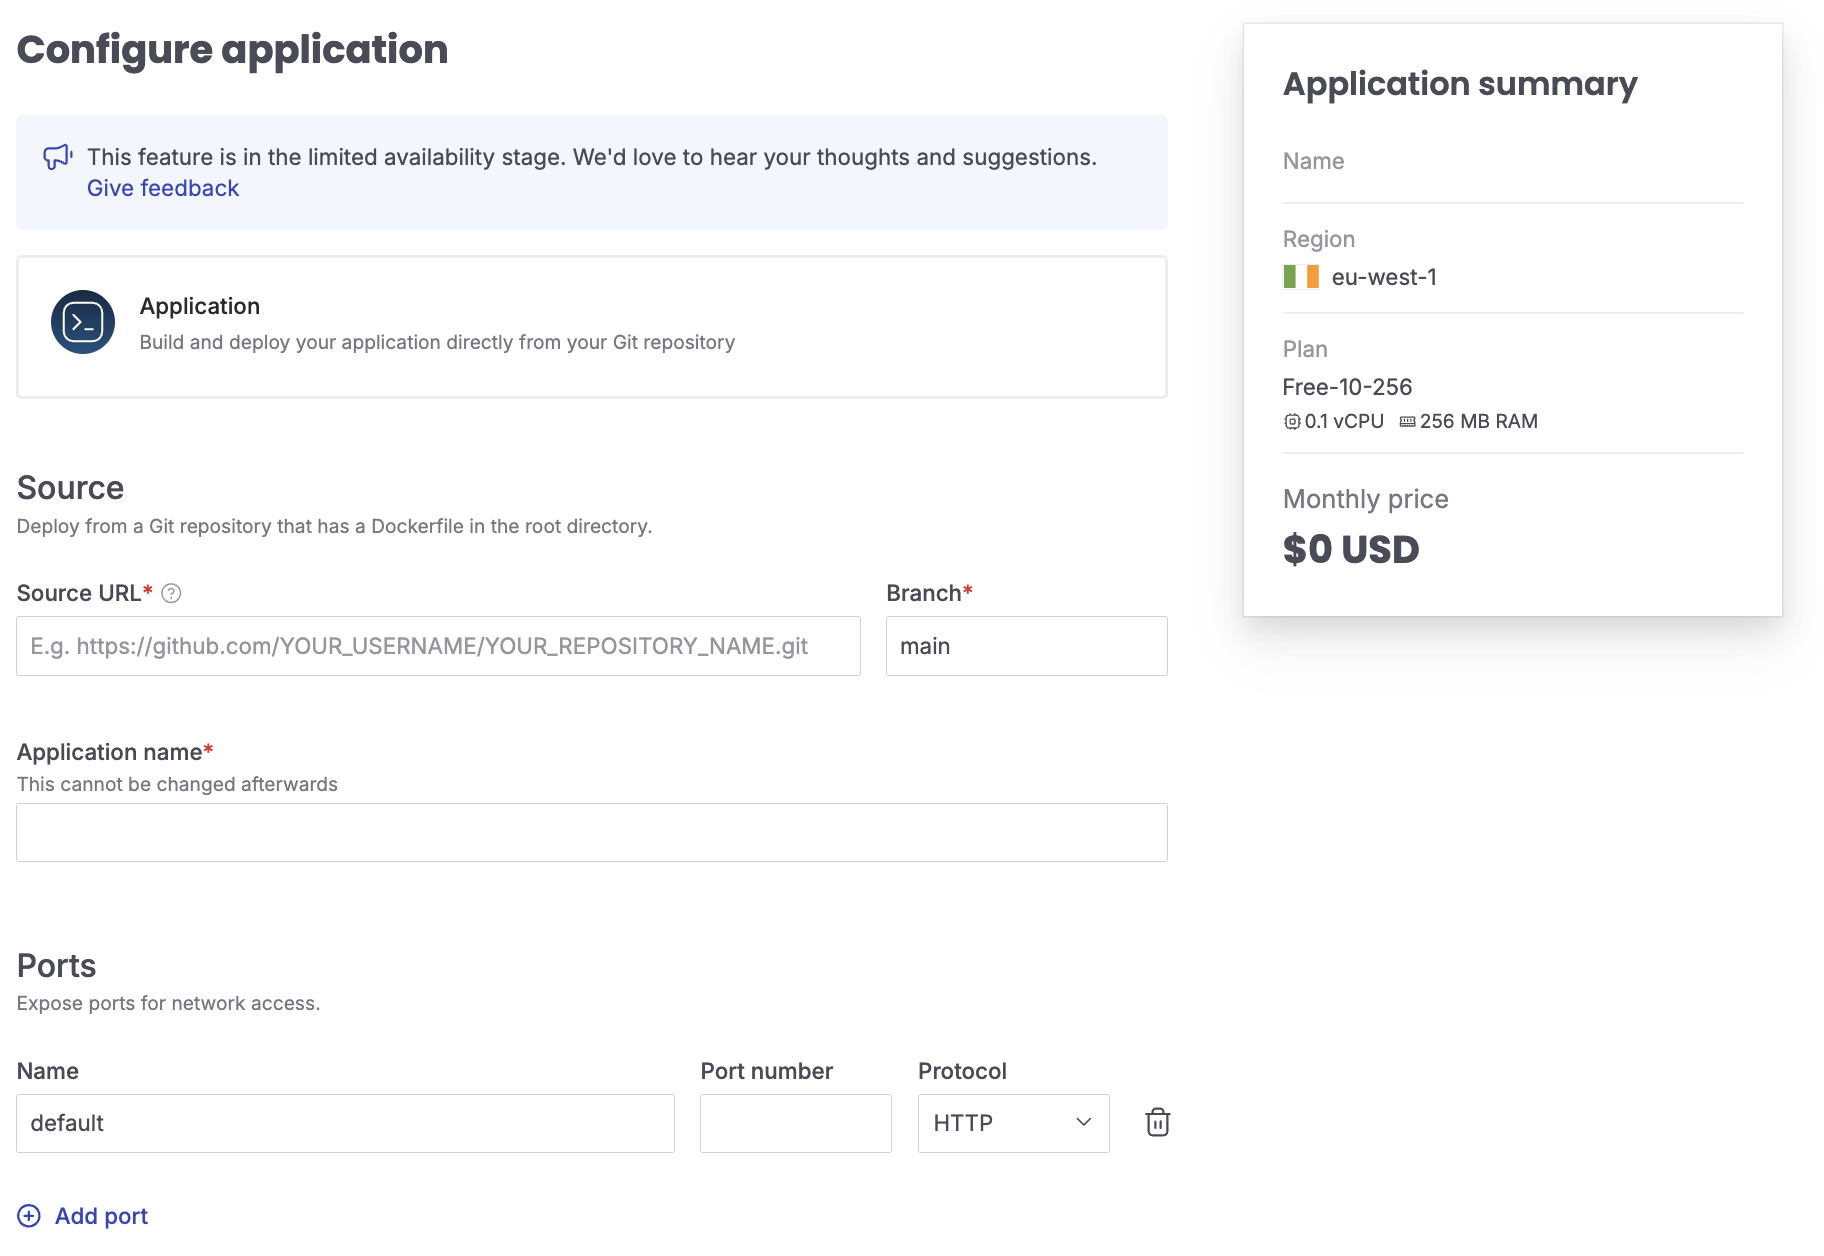 Configure application
This feature is in the limited availability stage. We'd love to hear your thoughts and suggestions.
Give feedback
Application
Build and deploy your application directly from your Git repository
Source
Deploy from a Git repository that has a Dockerfile in the root directory.
Source URL*
Branch*
E.g. https://github.com/YOUR_USERNAME/YOUR_REPOSITORY_NAME.git
main
Application name*
This cannot be changed afterwards
Ports
Expose ports for network access.
Name
Port number
Protocol
default
HTTP
Add port
Application summary
Name
Region
eu-west-1
Plan
Free-10-256
0.1 vCPU 256 MB RAM
Monthly price
$0 USD